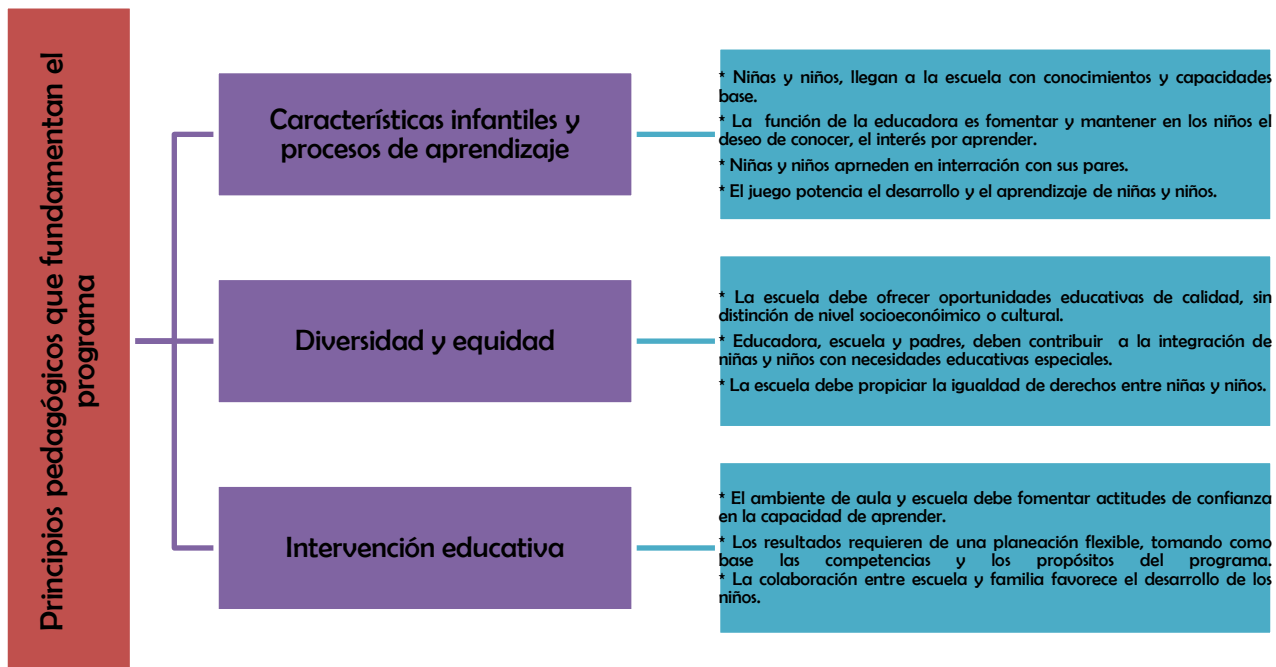 Principios pedagógicos que fundamentan el
programa
Características infantiles y
procesos de aprendizaje
* Niñas y niños, llegan a la escuela con conocimientos y capacidades
base.
* La función de la educadora es fomentar y mantener en los niños el
deseo de conocer, el interés por aprender.
* Niñas y niños aprneden en interración con sus pares.
* El juego potencia el desarrollo y el aprendizaje de niñas y niños.
Diversidad y equidad
* La escuela debe ofrecer oportunidades educativas de calidad, sin
distinción de nivel socioeconóimico o cultural.
* Educadora, escuela y padres, deben contribuir a la integración de
niñas y niños con necesidades educativas especiales.
* La escuela debe propiciar la igualdad de derechos entre niñas y niños.
Intervención educativa
* El ambiente de aula y escuela debe fomentar actitudes de confianza
en la capacidad de aprender.
* Los resultados requieren de una planeación flexible, tomando como
base las competencias y los propósitos del programa.
* La colaboración entre escuela y familia favorece el desarrollo de los
niños.